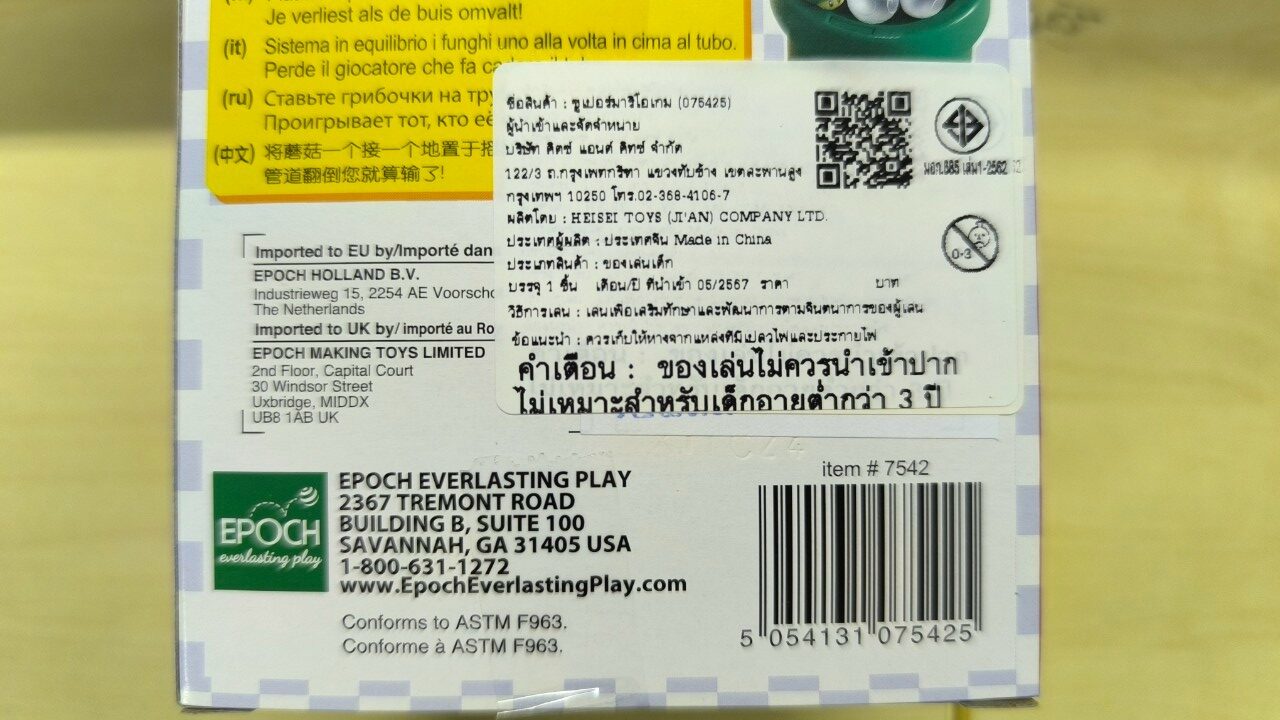 Je verliest als de buis omvalt!
(it) Sistema in equilibrio i funghi uno alla volta in cima al tubo.
Perde il giocatore che fa
(ru) Ставьте грибочки на
Проигрывает тот, кто
(中文) 将蘑菇一个接一个地置于
管道翻倒您就算输了!
ชื่อสินค้า : ซูเปอร์มาริโอเกม (075425)
ผู้นำเข้าและจัดจำหน่าย
บริษัท คิดซ์ แอนด์ คิทซ์ จำกัด
122/3 ถ.กรุงเทพกรีฑา แขวงทับช้าง เขตสะพานสูง
กรุงเทพฯ 10250 โทร.02-368-4106-7
ผลิตโดย : HEISEI TOYS (JI'AN) COMPANY LTD.
ประเทศผู้ผลิต : ประเทศจีน Made in China
ประเภทสินค้า : ของเล่นเด็ก
บรรจุ 1 ชิ้น เดือน/ปี ที่นำเข้า 05/2567 ราคา บาท
วิธีการเล่น : เล่นเพื่อเสริมทักษะและพัฒนาการตามจินตนาการของผู้เล่น
ข้อแนะนำ : ควรเก็บให้ห่างจากแหล่งที่มีเปลวไฟและประกายไฟ
คำเตือน : ของเล่นไม่ควรนำเข้าปาก
ไม่เหมาะสำหรับเด็กอายุต่ำกว่า 3 ปี
มอก.685 เล่ม1-2562
0-3
Imported to EU by/Importé dan
EPOCH HOLLAND B.V.
Industrieweg 15, 2254 AE Voorscho
The Netherlands
Imported to UK by/ importé au Ro
EPOCH MAKING TOYS LIMITED
2nd Floor, Capital Court
30 Windsor Street
Uxbridge, MIDDX
UB8 1AB UK
EPOCH
everlasting play
EPOCH EVERLASTING PLAY
2367 TREMONT ROAD
BUILDING B, SUITE 100
SAVANNAH, GA 31405 USA
1-800-631-1272
www.EpochEverlastingPlay.com
Conforms to ASTM F963.
Conforme à ASTM F963.
item # 7542
5 054131 075425